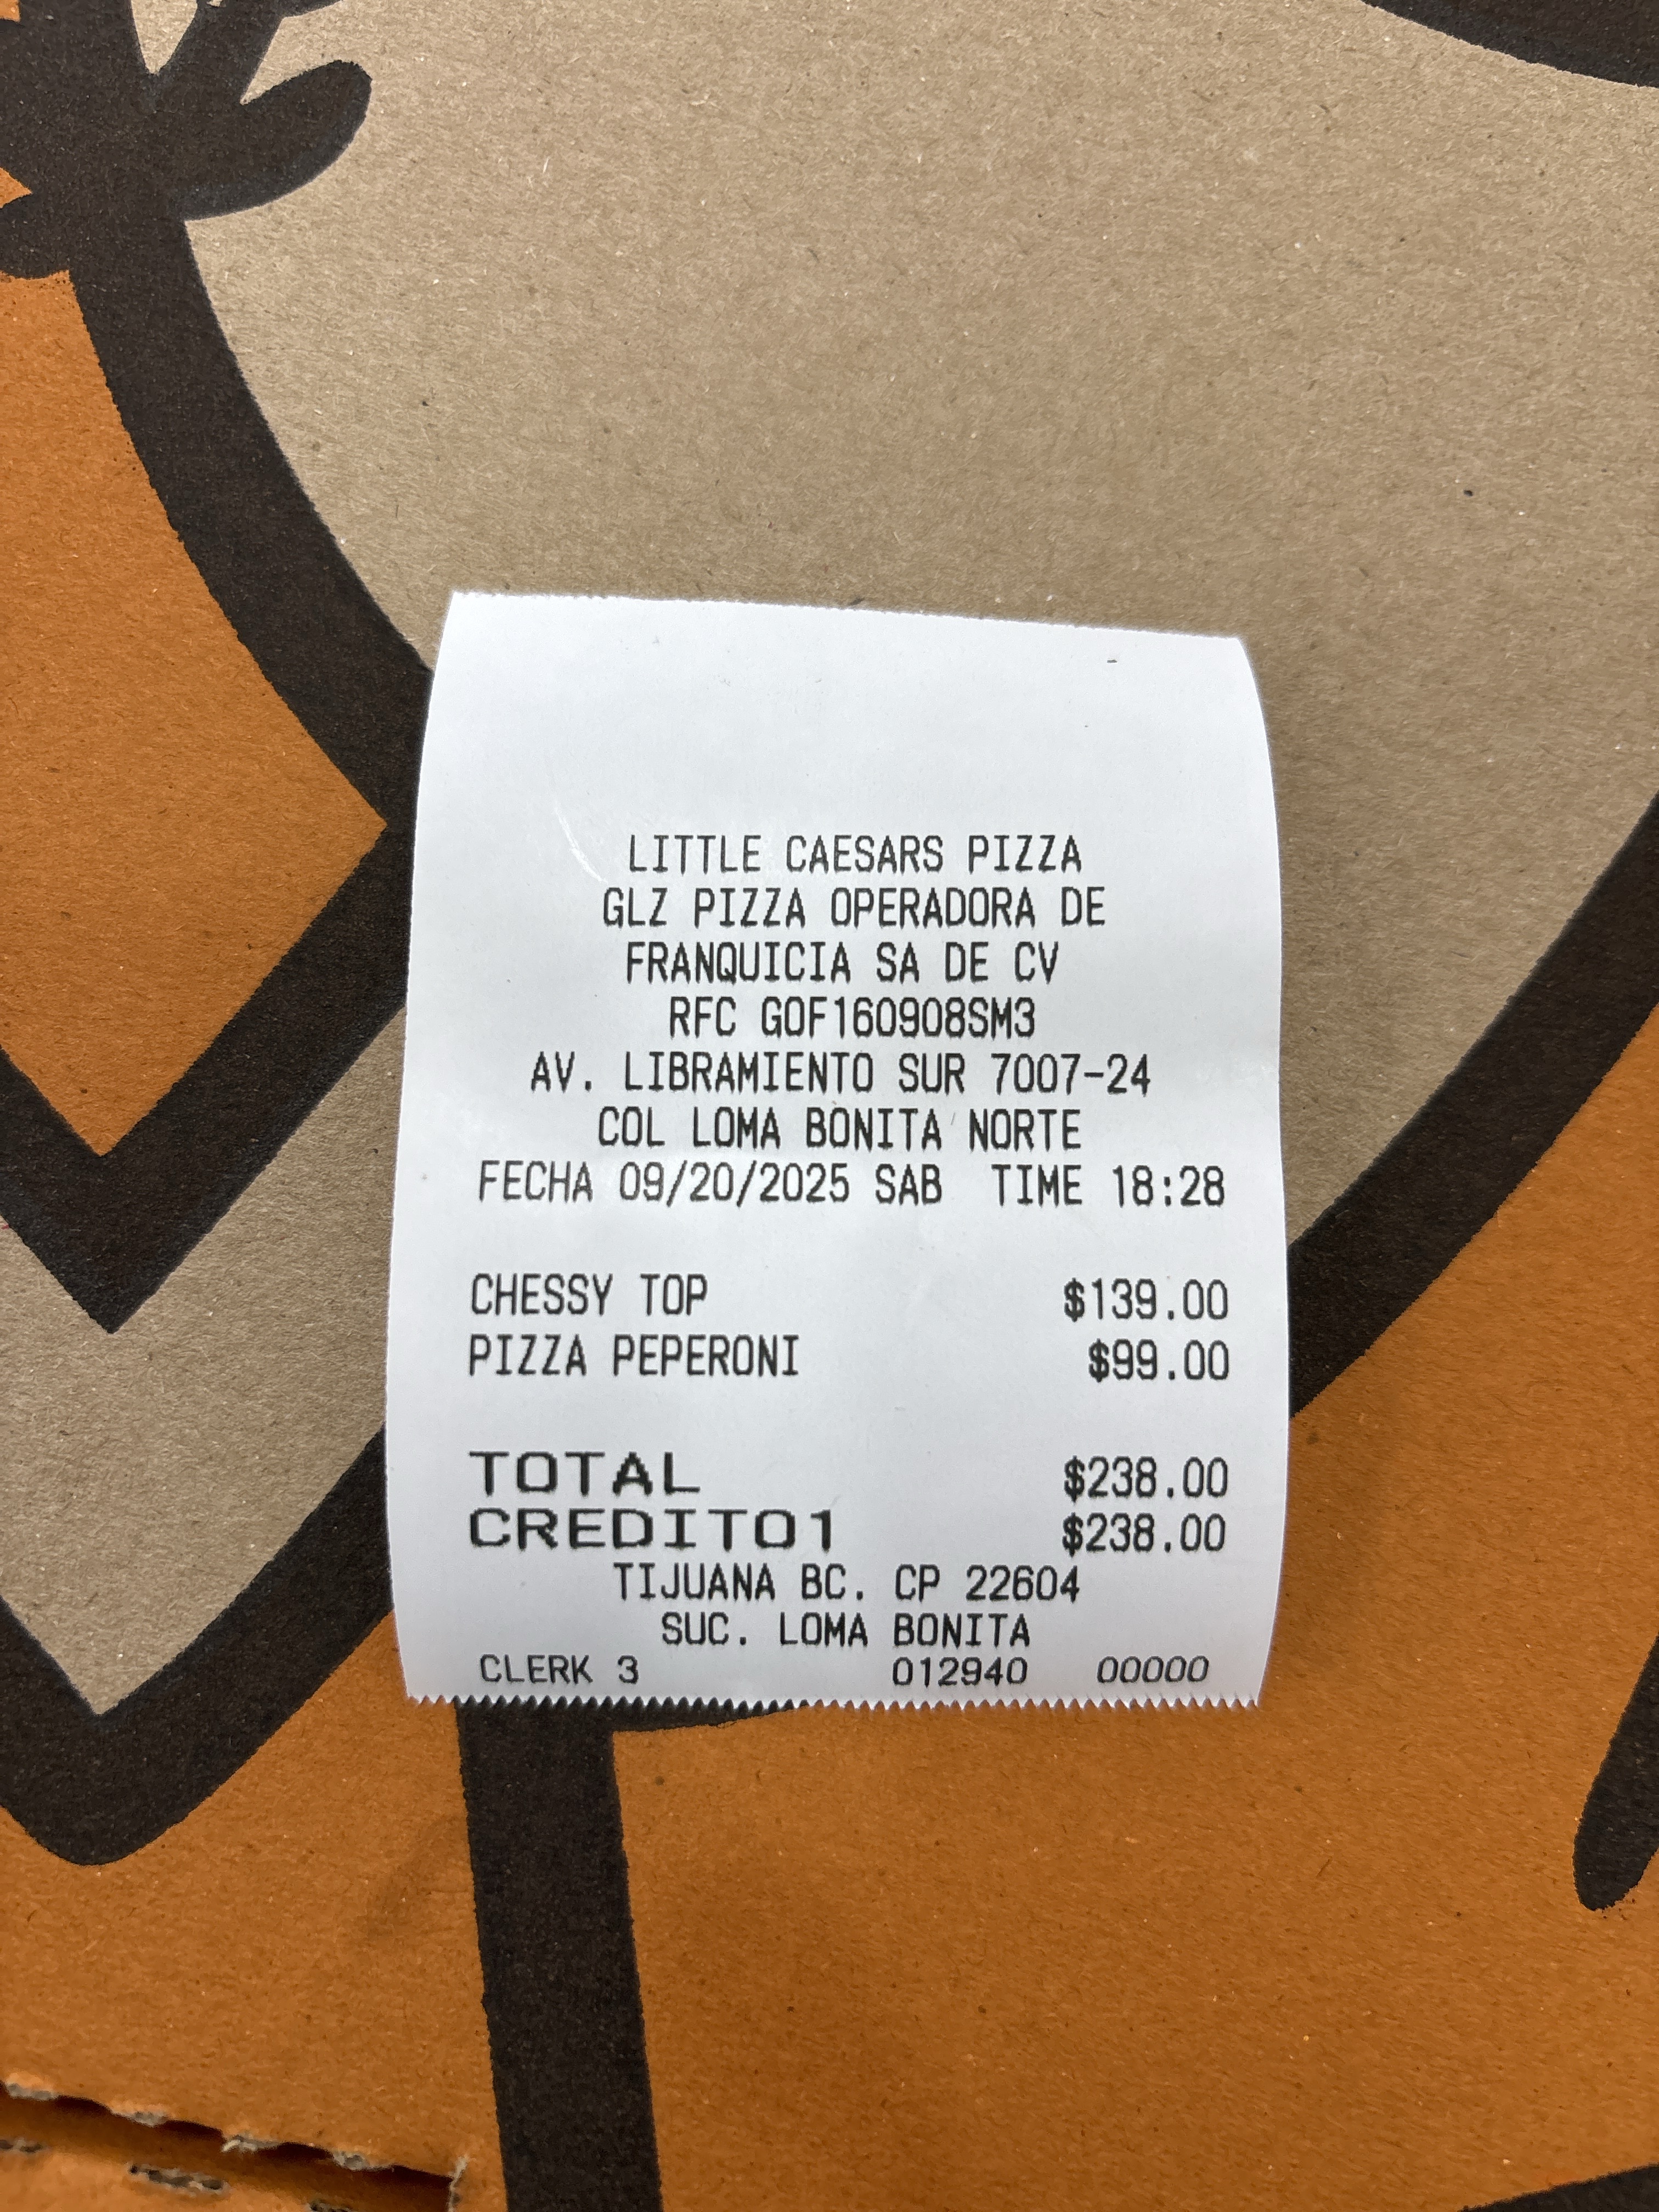 LITTLE CAESARS PIZZA
GLZ PIZZA OPERADORA DE
FRANQUICIA SA DE CV
RFC GOF160908SM3
AV. LIBRAMIENTO SUR 7007-24
COL LOMA BONITA NORTE
FECHA 09/20/2025 SAB TIME 18:28
CHESSY TOP $139.00
PIZZA PEPERONI $99.00
TOTAL $238.00
CREDITO1 $238.00
TIJUANA BC. CP 22604
SUC. LOMA BONITA
CLERK 3 012940 00000